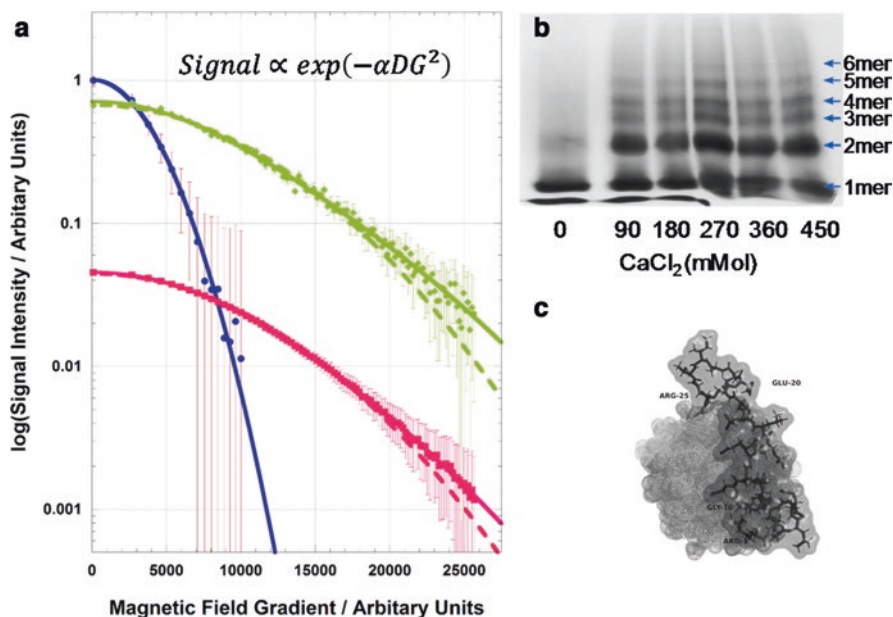 a
Signal ∝ exp(−αDG²)
log(Signal Intensity / Arbitary Units)
1
0.1
0.01
0.001
0 5000 10000 15000 20000 25000
Magnetic Field Gradient / Arbitary Units
b
6mer
5mer
4mer
3mer
2mer
1mer
0 90 180 270 360 450
CaCl₂(mMol)
c
GLU-20
ARG-25
GLY-10